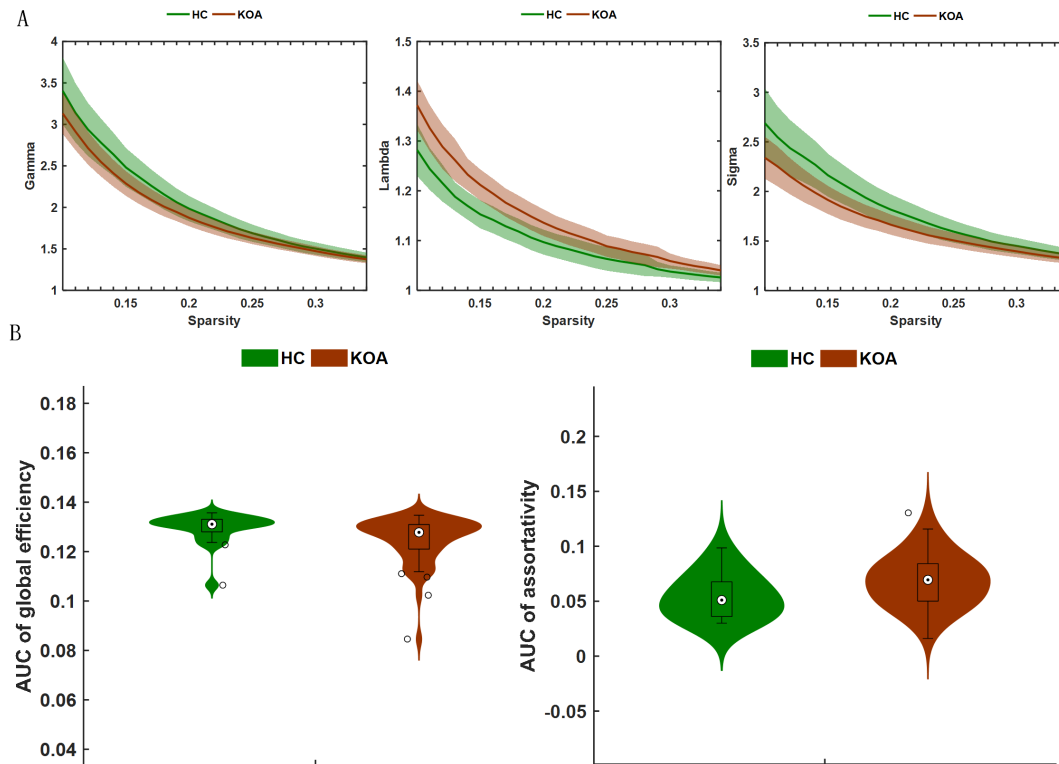 A
HC KOA
4
3.5
3
2.5
2
1.5
1
Gamma
0.15 0.2 0.25 0.3
Sparsity
HC KOA
1.5
1.4
1.3
1.2
1.1
1
Lambda
0.15 0.2 0.25 0.3
Sparsity
HC KOA
3.5
3
2.5
2
1.5
1
Sigma
0.15 0.2 0.25 0.3
Sparsity
B
HC KOA
0.18
0.16
0.14
0.12
0.1
0.08
0.06
0.04
AUC of global efficiency
HC KOA
0.2
0.15
0.1
0.05
0
-0.05
AUC of assortativity